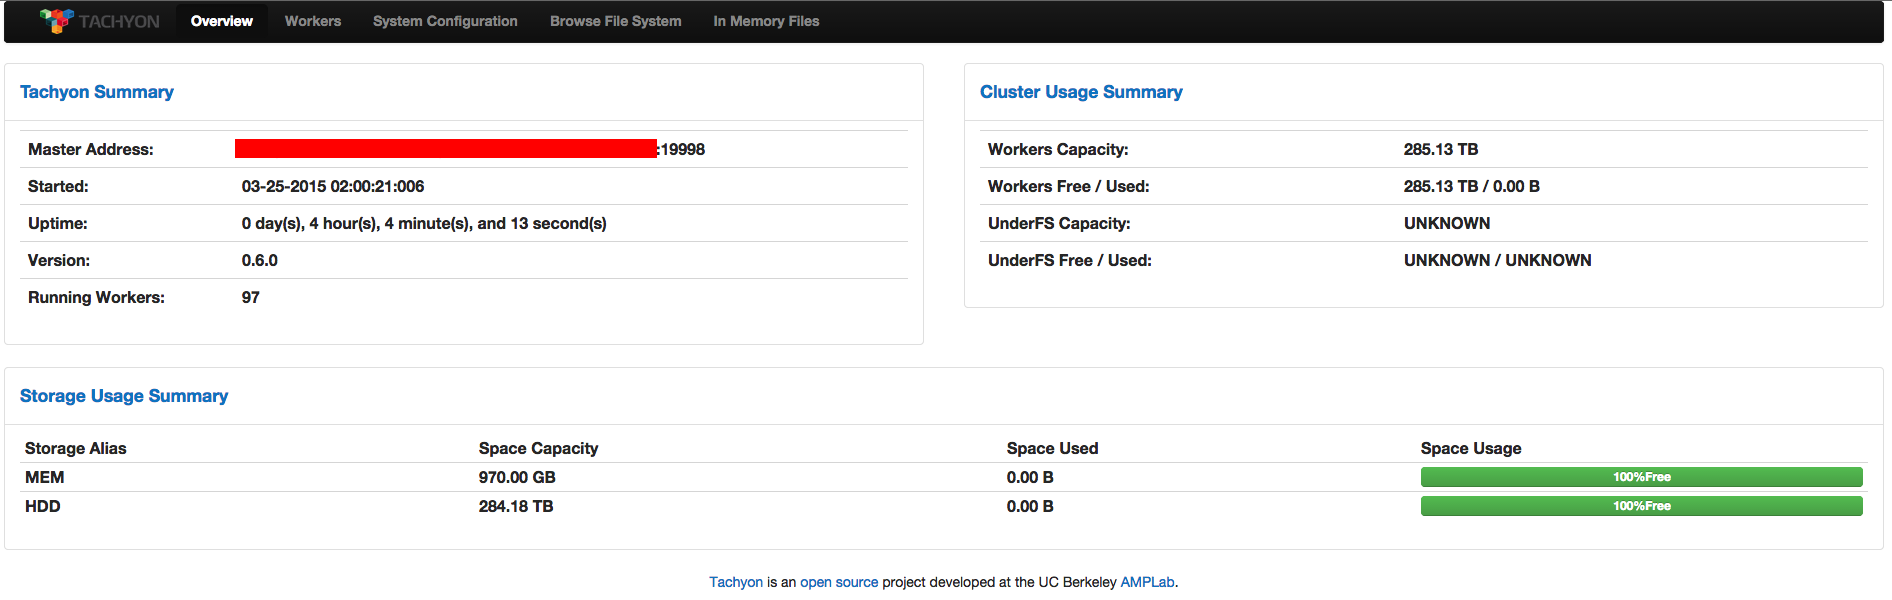 TACHYON Overview Workers System Configuration Browse File System In Memory Files
Tachyon Summary
Master Address: :19998
Started: 03-25-2015 02:00:21:006
Uptime: 0 day(s), 4 hour(s), 4 minute(s), and 13 second(s)
Version: 0.6.0
Running Workers: 97
Cluster Usage Summary
Workers Capacity: 285.13 TB
Workers Free / Used: 285.13 TB / 0.00 B
UnderFS Capacity: UNKNOWN
UnderFS Free / Used: UNKNOWN / UNKNOWN
Storage Usage Summary
Storage Alias Space Capacity Space Used Space Usage
MEM 970.00 GB 0.00 B 100%Free
HDD 284.18 TB 0.00 B 100%Free
Tachyon is an open source project developed at the UC Berkeley AMPLab.